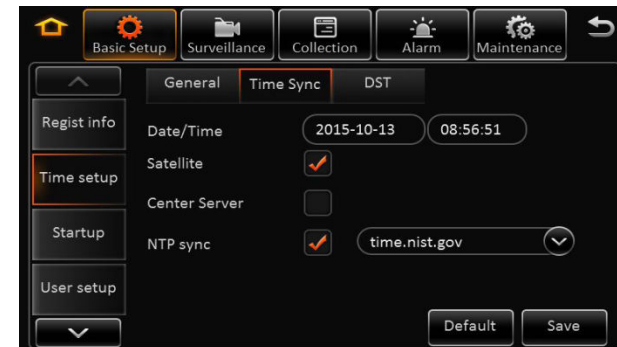 Basic Setup Surveillance Collection Alarm Maintenance
General Time Sync DST
Regist info
Time setup
Startup
User setup
Date/Time 2015-10-13 08:56:51
Satellite
Center Server
NTP sync time.nist.gov
Default Save